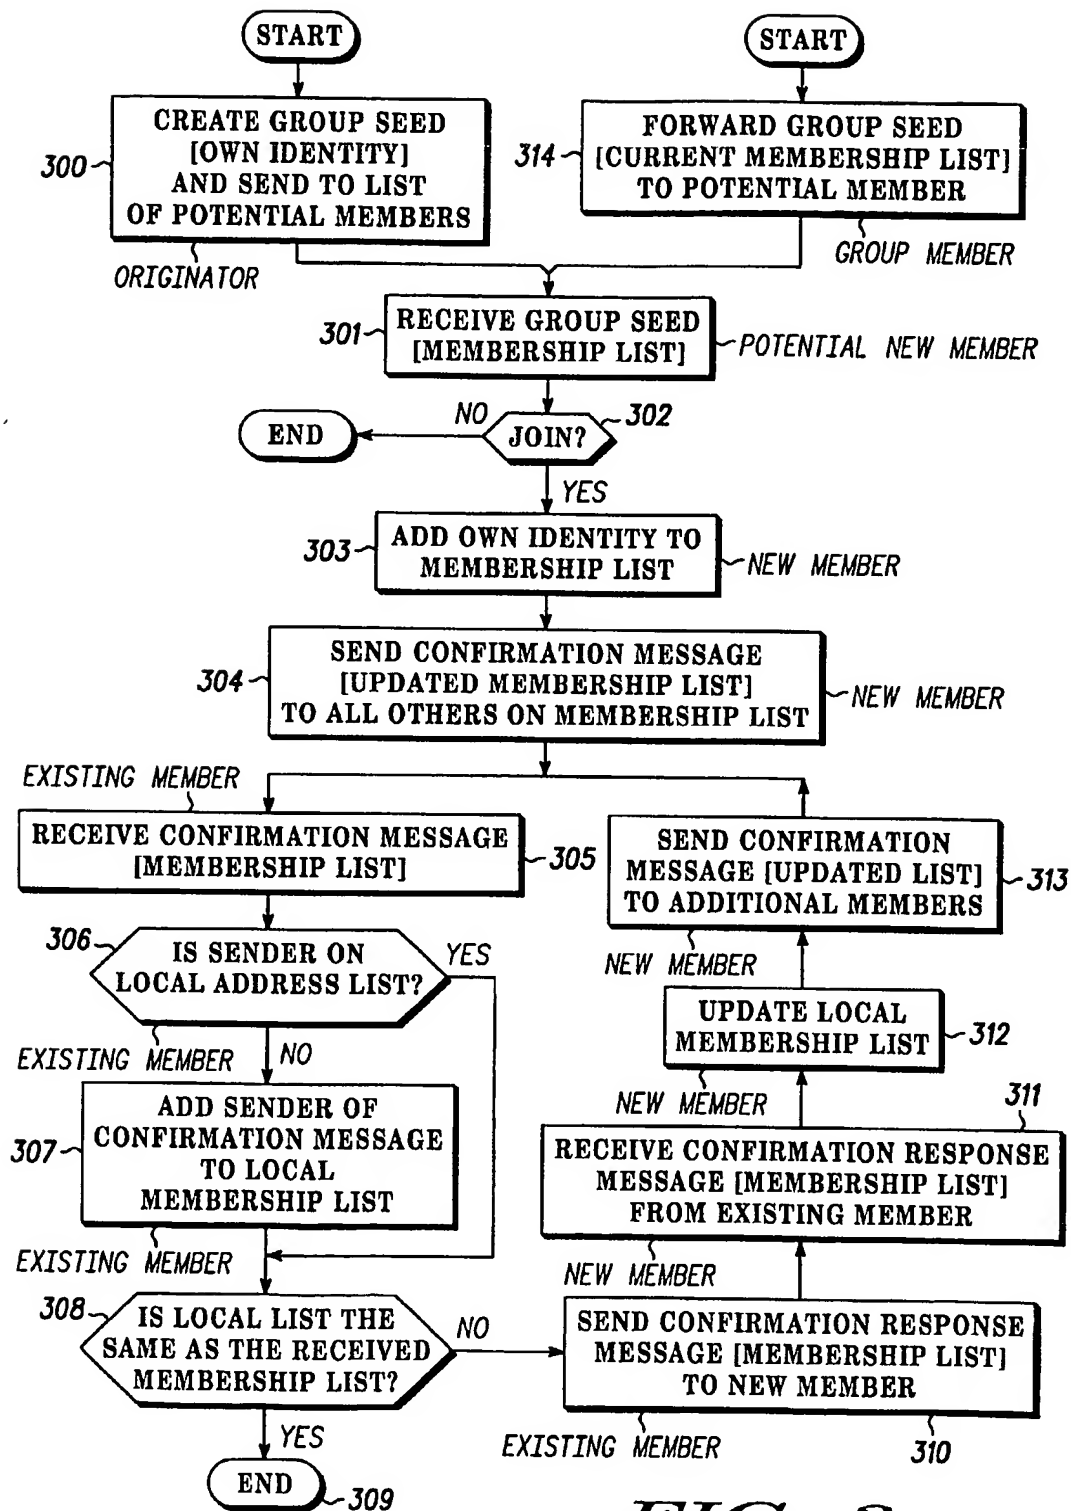 START
START
CREATE GROUP SEED
[OWN IDENTITY]
AND SEND TO LIST
OF POTENTIAL MEMBERS
300
ORIGINATOR
314
FORWARD GROUP SEED
[CURRENT MEMBERSHIP LIST]
TO POTENTIAL MEMBER
GROUP MEMBER
301
RECEIVE GROUP SEED
[MEMBERSHIP LIST]
POTENTIAL NEW MEMBER
END
NO
JOIN?
302
YES
303
ADD OWN IDENTITY TO
MEMBERSHIP LIST
NEW MEMBER
304
SEND CONFIRMATION MESSAGE
[UPDATED MEMBERSHIP LIST]
TO ALL OTHERS ON MEMBERSHIP LIST
NEW MEMBER
EXISTING MEMBER
RECEIVE CONFIRMATION MESSAGE
[MEMBERSHIP LIST]
305
306
IS SENDER ON
LOCAL ADDRESS LIST?
YES
EXISTING MEMBER
NO
307
ADD SENDER OF
CONFIRMATION MESSAGE
TO LOCAL
MEMBERSHIP LIST
EXISTING MEMBER
308
IS LOCAL LIST THE
SAME AS THE RECEIVED
MEMBERSHIP LIST?
NO
YES
END
309
SEND CONFIRMATION
MESSAGE [UPDATED LIST]
TO ADDITIONAL MEMBERS
313
NEW MEMBER
UPDATE LOCAL
MEMBERSHIP LIST
312
NEW MEMBER
311
RECEIVE CONFIRMATION RESPONSE
MESSAGE [MEMBERSHIP LIST]
FROM EXISTING MEMBER
NEW MEMBER
SEND CONFIRMATION RESPONSE
MESSAGE [MEMBERSHIP LIST]
TO NEW MEMBER
EXISTING MEMBER
310